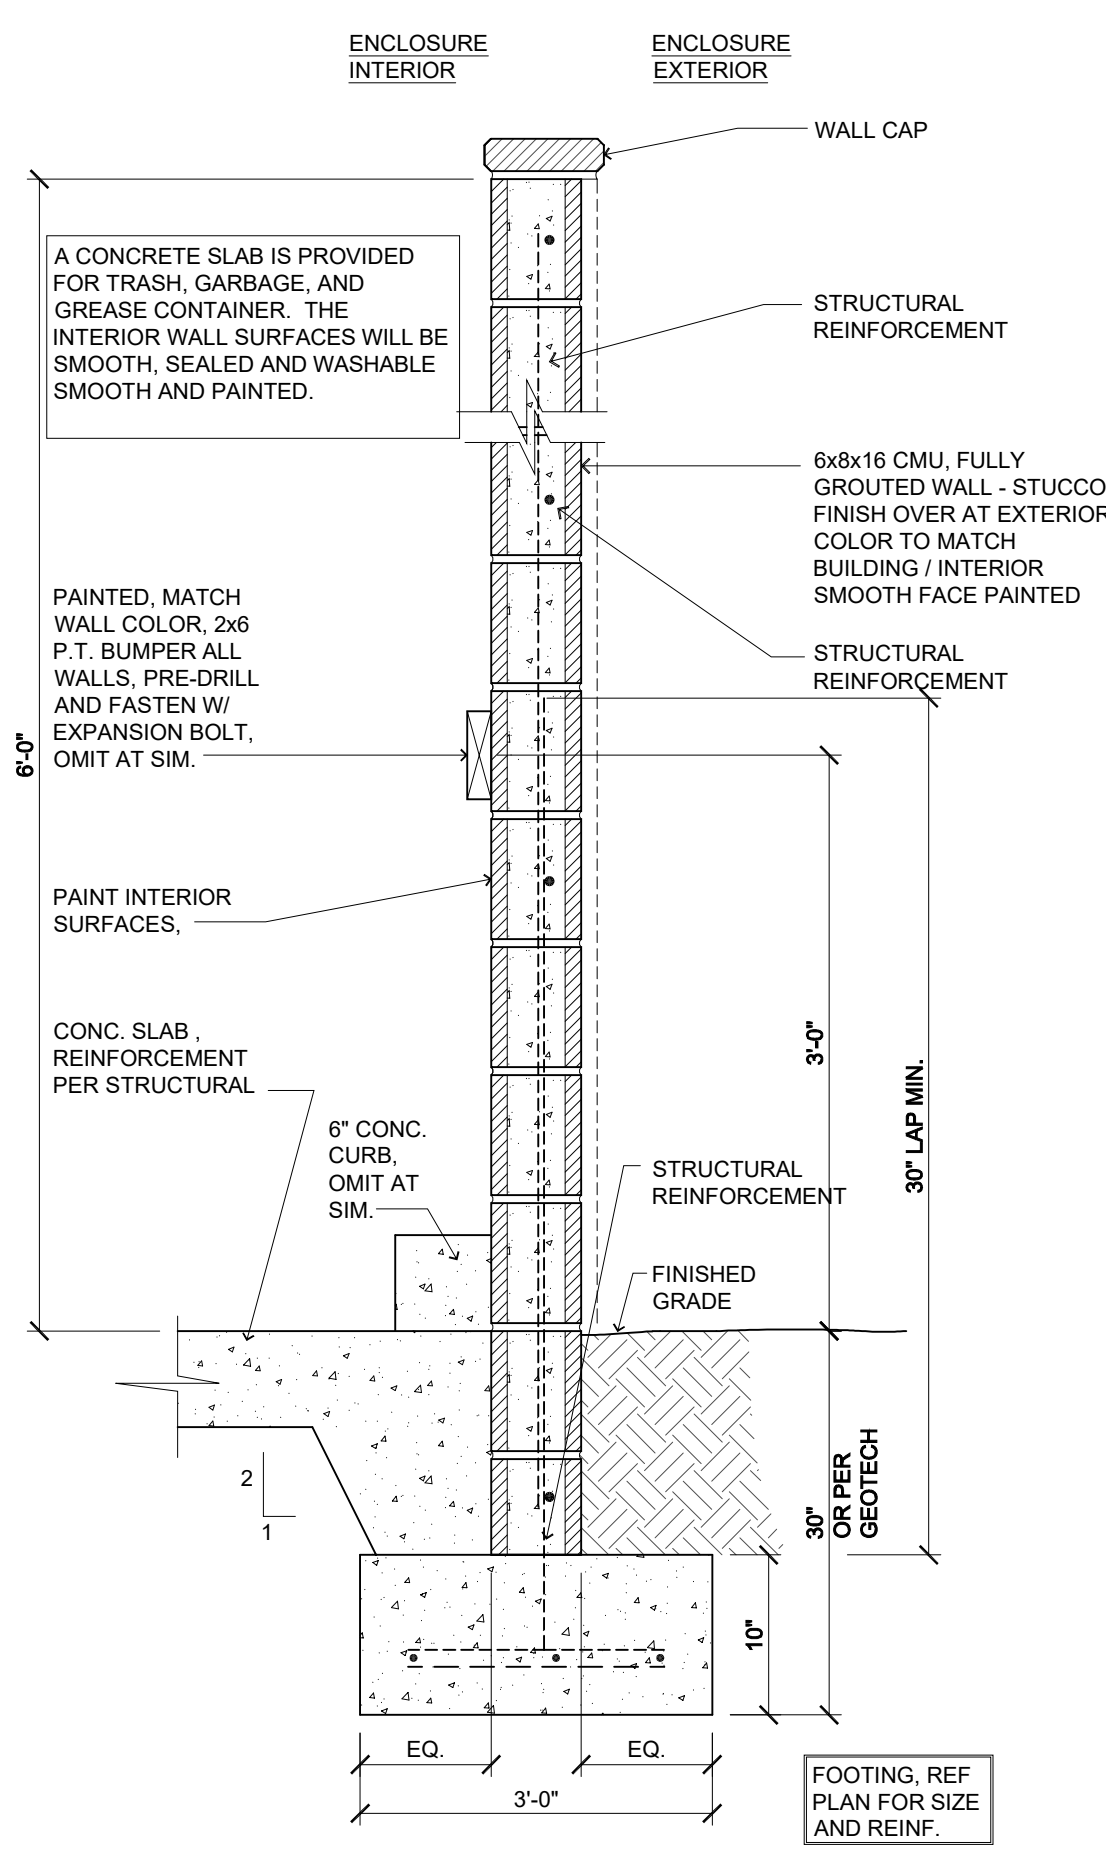 ENCLOSURE
INTERIOR
ENCLOSURE
EXTERIOR
WALL CAP
A CONCRETE SLAB IS PROVIDED
FOR TRASH, GARBAGE, AND
GREASE CONTAINER. THE
INTERIOR WALL SURFACES WILL BE
SMOOTH, SEALED AND WASHABLE
SMOOTH AND PAINTED.
STRUCTURAL
REINFORCEMENT
6x8x16 CMU, FULLY
GROUTED WALL - STUCCO
FINISH OVER AT EXTERIOR
COLOR TO MATCH
BUILDING / INTERIOR
SMOOTH FACE PAINTED
PAINTED, MATCH
WALL COLOR, 2x6
P.T. BUMPER ALL
WALLS, PRE-DRILL
AND FASTEN W/
EXPANSION BOLT,
OMIT AT SIM.
STRUCTURAL
REINFORCEMENT
6'-0"
PAINT INTERIOR
SURFACES,
3'-0"
30" LAP MIN.
CONC. SLAB ,
REINFORCEMENT
PER STRUCTURAL
6" CONC.
CURB,
OMIT AT
SIM.
STRUCTURAL
REINFORCEMENT
FINISHED
GRADE
2
1
30"
OR PER
GEOTECH
10"
EQ.
EQ.
3'-0"
FOOTING, REF
PLAN FOR SIZE
AND REINF.